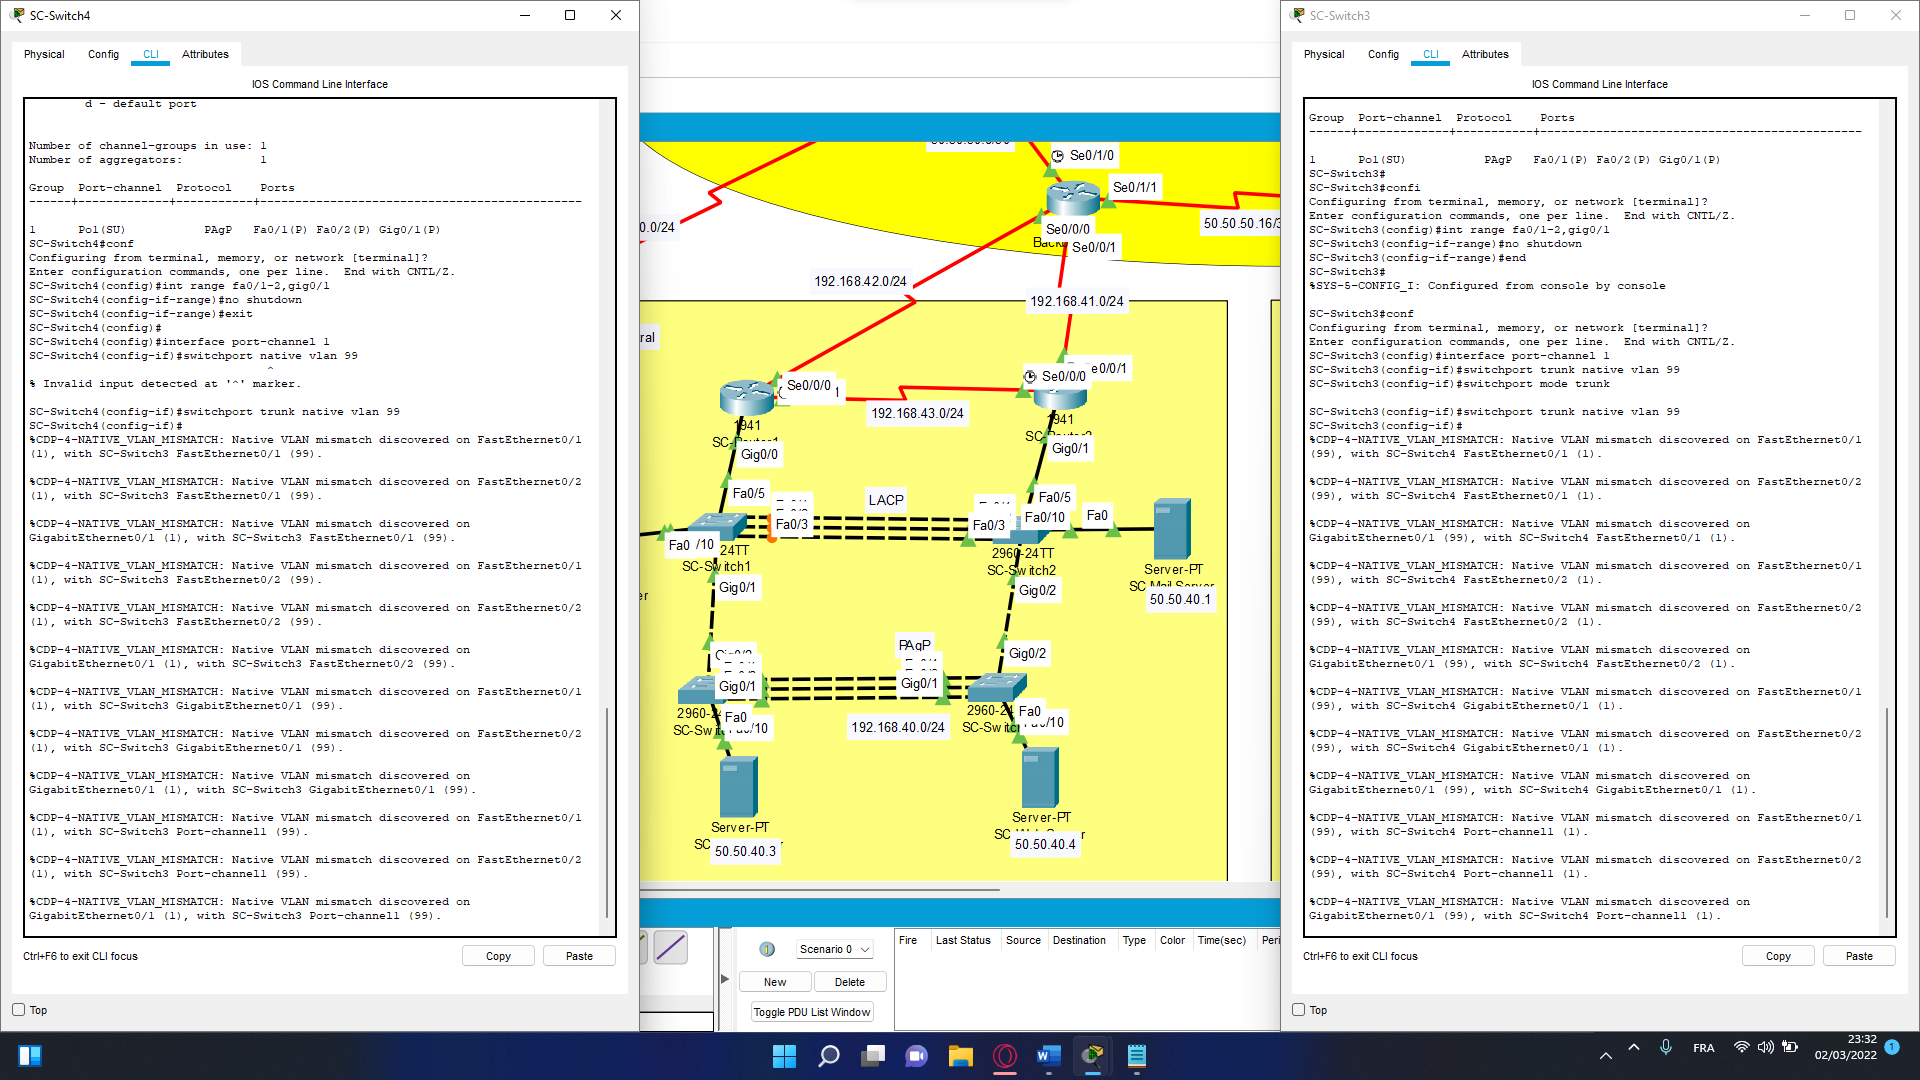 SC-Switch4
Physical
Config
CLI
Attributes
IOS Command Line Interface
d - default port
Number of channel-groups in use: 1
Number of aggregators: 1
Group Port-channel Protocol Ports
------+-------------+-----------+----------------------------------------------
1 Po1(SU) PAgP Fa0/1(P) Fa0/2(P) Gig0/1(P)
SC-Switch4#conf
Configuring from terminal, memory, or network [terminal]?
Enter configuration commands, one per line. End with CNTL/Z.
SC-Switch4(config)#int range fa0/1-2,gig0/1
SC-Switch4(config-if-range)#no shutdown
SC-Switch4(config-if-range)#exit
SC-Switch4(config)#
SC-Switch4(config)#interface port-channel 1
SC-Switch4(config-if)#switchport native vlan 99
^
% Invalid input detected at '^' marker.
SC-Switch4(config-if)#switchport trunk native vlan 99
SC-Switch4(config-if)#
%CDP-4-NATIVE_VLAN_MISMATCH: Native VLAN mismatch discovered on FastEthernet0/1
(1), with SC-Switch3 FastEthernet0/1 (99).
%CDP-4-NATIVE_VLAN_MISMATCH: Native VLAN mismatch discovered on FastEthernet0/2
(1), with SC-Switch3 FastEthernet0/1 (99).
%CDP-4-NATIVE_VLAN_MISMATCH: Native VLAN mismatch discovered on
GigabitEthernet0/1 (1), with SC-Switch3 FastEthernet0/1 (99).
%CDP-4-NATIVE_VLAN_MISMATCH: Native VLAN mismatch discovered on FastEthernet0/1
(1), with SC-Switch3 FastEthernet0/2 (99).
%CDP-4-NATIVE_VLAN_MISMATCH: Native VLAN mismatch discovered on FastEthernet0/2
(1), with SC-Switch3 FastEthernet0/2 (99).
%CDP-4-NATIVE_VLAN_MISMATCH: Native VLAN mismatch discovered on
GigabitEthernet0/1 (1), with SC-Switch3 FastEthernet0/2 (99).
%CDP-4-NATIVE_VLAN_MISMATCH: Native VLAN mismatch discovered on FastEthernet0/1
(1), with SC-Switch3 GigabitEthernet0/1 (99).
%CDP-4-NATIVE_VLAN_MISMATCH: Native VLAN mismatch discovered on FastEthernet0/2
(1), with SC-Switch3 GigabitEthernet0/1 (99).
%CDP-4-NATIVE_VLAN_MISMATCH: Native VLAN mismatch discovered on
GigabitEthernet0/1 (1), with SC-Switch3 GigabitEthernet0/1 (99).
%CDP-4-NATIVE_VLAN_MISMATCH: Native VLAN mismatch discovered on FastEthernet0/1
(1), with SC-Switch3 Port-channel1 (99).
%CDP-4-NATIVE_VLAN_MISMATCH: Native VLAN mismatch discovered on FastEthernet0/2
(1), with SC-Switch3 Port-channel1 (99).
%CDP-4-NATIVE_VLAN_MISMATCH: Native VLAN mismatch discovered on
GigabitEthernet0/1 (1), with SC-Switch3 Port-channel1 (99).
Ctrl+F6 to exit CLI focus
Copy
Paste
Top
Se0/1/0
Se0/1/1
0.0/24
50.50.50.16/3
Se0/0/0
Back
Se0/0/1
192.168.42.0/24
192.168.41.0/24
ral
Se0/0/0
1
Se0/0/0
e0/0/1
192.168.43.0/24
1941
1941
Gig0/0
Gig0/1
Fa0/5
LACP
Fa0/5
Fa0/3
Fa0/3
Fa0/10
Fa0
Fa0
/10
24TT
SC-Switch1
2960-24TT
SC-Switch2
Server-PT
SC Mail Server
Gig0/1
Gig0/2
er
50.50.40.1
PAgP
Gig0/2
Gig0/1
Gig0/1
2960-2
Fa0
/10
192.168.40.0/24
2960-24
Fa0
/10
Server-PT
50.50.40.3
Server-PT
50.50.40.4
Scenario 0
New
Delete
Toggle PDU List Window
Fire
Last Status
Source
Destination
Type
Color
Time(sec)
Peri
SC-Switch3
Physical
Config
CLI
Attributes
IOS Command Line Interface
Group Port-channel Protocol Ports
------+-------------+-----------+----------------------------------------------
1 Po1(SU) PAgP Fa0/1(P) Fa0/2(P) Gig0/1(P)
SC-Switch3#
SC-Switch3#confi
Configuring from terminal, memory, or network [terminal]?
Enter configuration commands, one per line. End with CNTL/Z.
SC-Switch3(config)#int range fa0/1-2,gig0/1
SC-Switch3(config-if-range)#no shutdown
SC-Switch3(config-if-range)#end
SC-Switch3#
%SYS-5-CONFIG_I: Configured from console by console
SC-Switch3#conf
Configuring from terminal, memory, or network [terminal]?
Enter configuration commands, one per line. End with CNTL/Z.
SC-Switch3(config)#interface port-channel 1
SC-Switch3(config-if)#switchport trunk native vlan 99
SC-Switch3(config-if)#switchport mode trunk
SC-Switch3(config-if)#switchport trunk native vlan 99
SC-Switch3(config-if)#
%CDP-4-NATIVE_VLAN_MISMATCH: Native VLAN mismatch discovered on FastEthernet0/1
(99), with SC-Switch4 FastEthernet0/1 (1).
%CDP-4-NATIVE_VLAN_MISMATCH: Native VLAN mismatch discovered on FastEthernet0/2
(99), with SC-Switch4 FastEthernet0/1 (1).
%CDP-4-NATIVE_VLAN_MISMATCH: Native VLAN mismatch discovered on
GigabitEthernet0/1 (99), with SC-Switch4 FastEthernet0/1 (1).
%CDP-4-NATIVE_VLAN_MISMATCH: Native VLAN mismatch discovered on FastEthernet0/1
(99), with SC-Switch4 FastEthernet0/2 (1).
%CDP-4-NATIVE_VLAN_MISMATCH: Native VLAN mismatch discovered on FastEthernet0/2
(99), with SC-Switch4 FastEthernet0/2 (1).
%CDP-4-NATIVE_VLAN_MISMATCH: Native VLAN mismatch discovered on
GigabitEthernet0/1 (99), with SC-Switch4 FastEthernet0/2 (1).
%CDP-4-NATIVE_VLAN_MISMATCH: Native VLAN mismatch discovered on FastEthernet0/1
(99), with SC-Switch4 GigabitEthernet0/1 (1).
%CDP-4-NATIVE_VLAN_MISMATCH: Native VLAN mismatch discovered on FastEthernet0/2
(99), with SC-Switch4 GigabitEthernet0/1 (1).
%CDP-4-NATIVE_VLAN_MISMATCH: Native VLAN mismatch discovered on
GigabitEthernet0/1 (99), with SC-Switch4 GigabitEthernet0/1 (1).
%CDP-4-NATIVE_VLAN_MISMATCH: Native VLAN mismatch discovered on FastEthernet0/1
(99), with SC-Switch4 Port-channel1 (1).
%CDP-4-NATIVE_VLAN_MISMATCH: Native VLAN mismatch discovered on FastEthernet0/2
(99), with SC-Switch4 Port-channel1 (1).
%CDP-4-NATIVE_VLAN_MISMATCH: Native VLAN mismatch discovered on
GigabitEthernet0/1 (99), with SC-Switch4 Port-channel1 (1).
Ctrl+F6 to exit CLI focus
Copy
Paste
Top
FRA
23:32
02/03/2022
1